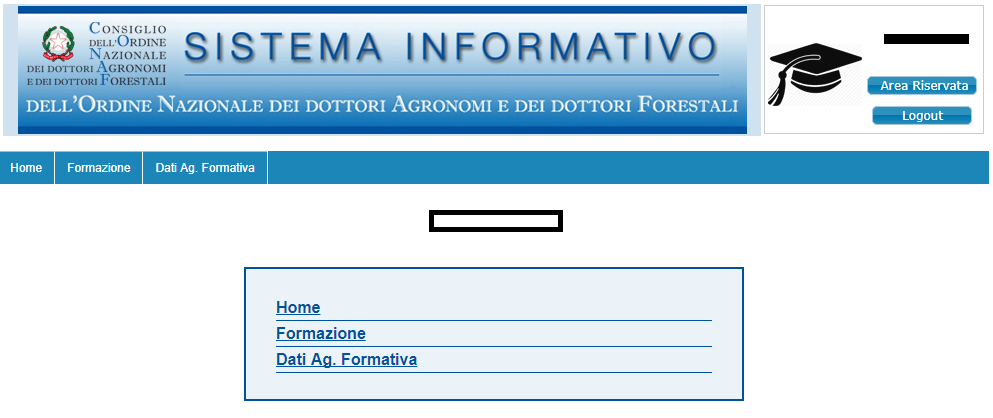 CONSIGLIO
DELL'ORDINE
NAZIONALE
DEI DOTTORI AGRONOMI
E DEI DOTTORI FORESTALI
SISTEMA INFORMATIVO
DELL'ORDINE NAZIONALE DEI DOTTORI AGRONOMI E DEI DOTTORI FORESTALI
Area Riservata
Logout
Home Formazione Dati Ag. Formativa
Home
Formazione
Dati Ag. Formativa